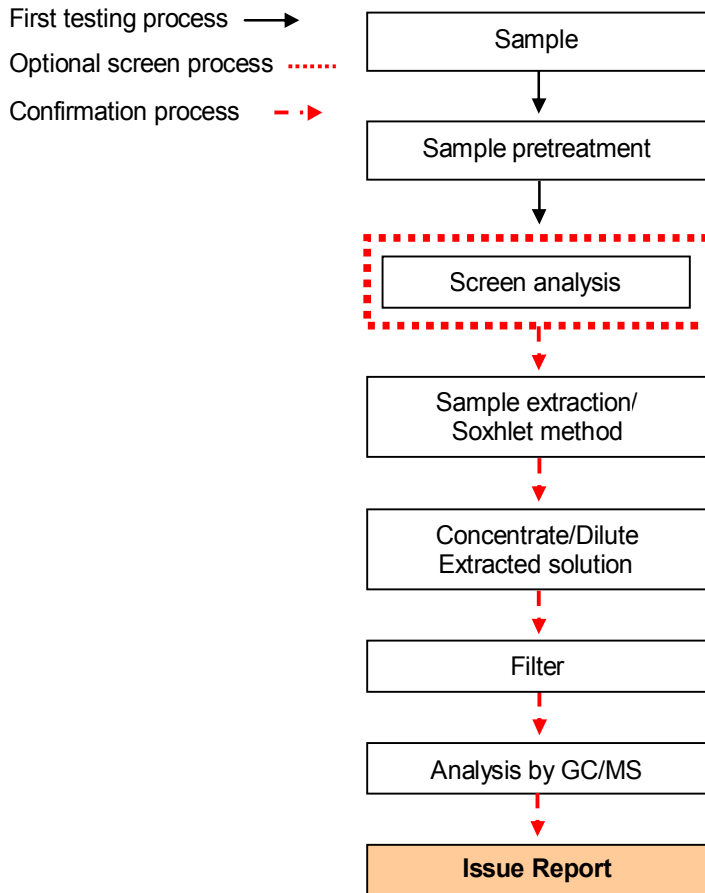 First testing process
Optional screen process
Confirmation process
Sample
Sample pretreatment
Screen analysis
Sample extraction/
Soxhlet method
Concentrate/Dilute
Extracted solution
Filter
Analysis by GC/MS
Issue Report